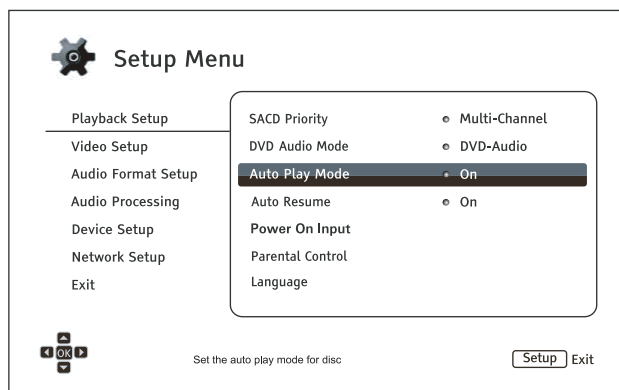 Setup Menu
Playback Setup
Video Setup
Audio Format Setup
Audio Processing
Device Setup
Network Setup
Exit
SACD Priority Multi-Channel
DVD Audio Mode DVD-Audio
Auto Play Mode On
Auto Resume On
Power On Input
Parental Control
Language
OK
Set the auto play mode for disc
Setup Exit